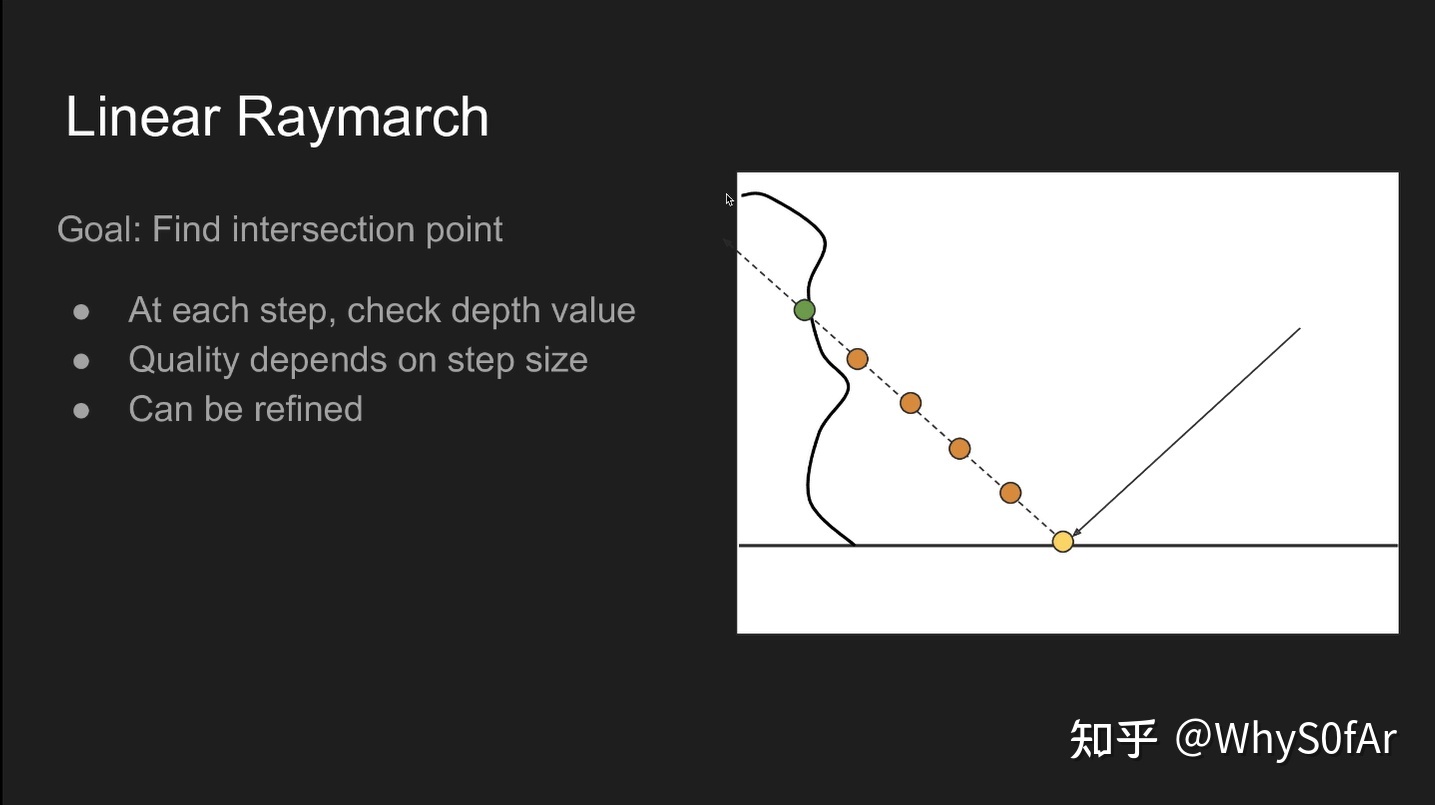 Linear Raymarch
Goal: Find intersection point
● At each step, check depth value
● Quality depends on step size
● Can be refined
知乎 @WhyS0fAr